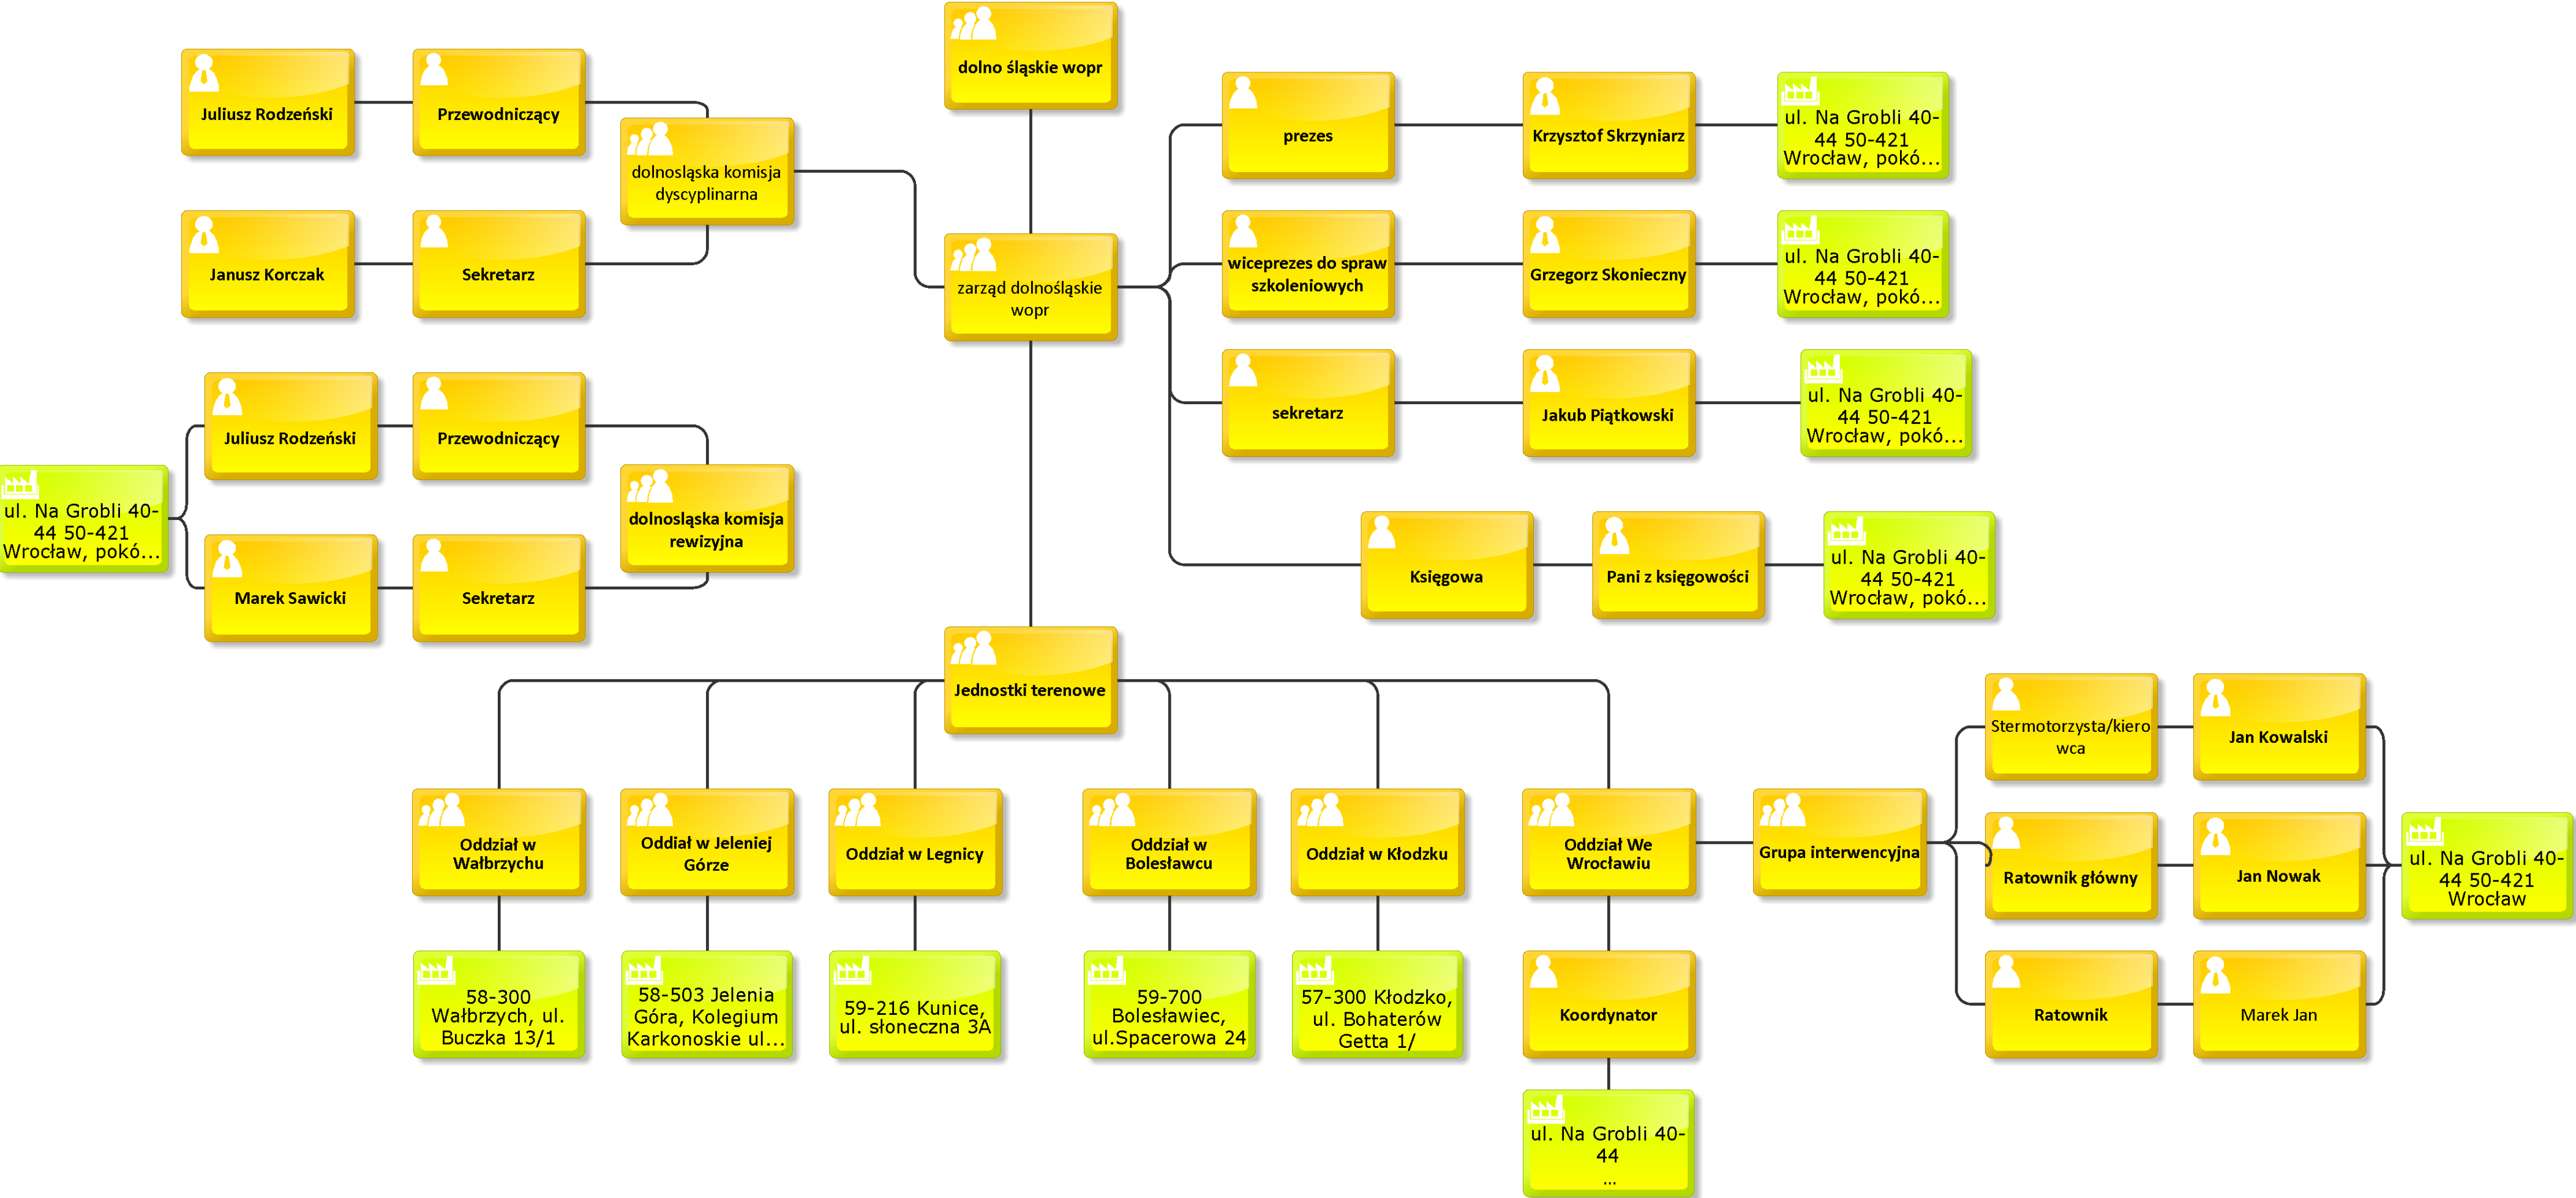 dolno śląskie wopr
Juliusz Rodzeński
Przewodniczący
dolnosląska komisja
dyscyplinarna
Janusz Korczak
Sekretarz
zarząd dolnośląskie
wopr
prezes
Krzysztof Skrzyniarz
ul. Na Grobli 40-
44 50-421
Wrocław, pokó...
wiceprezes do spraw
szkoleniowych
Grzegorz Skonieczny
ul. Na Grobli 40-
44 50-421
Wrocław, pokó...
sekretarz
Jakub Piątkowski
ul. Na Grobli 40-
44 50-421
Wrocław, pokó...
Księgowa
Pani z księgowości
ul. Na Grobli 40-
44 50-421
Wrocław, pokó...
Juliusz Rodzeński
Przewodniczący
ul. Na Grobli 40-
44 50-421
Wrocław, pokó...
dolnosląska komisja
rewizyjna
Marek Sawicki
Sekretarz
Jednostki terenowe
Oddział w
Wałbrzychu
Oddiał w Jeleniej
Górze
Oddział w Legnicy
Oddział w
Bolesławcu
Oddział w Kłodzku
Oddział We
Wrocławiu
Grupa interwencyjna
Stermotorzysta/kiero
wca
Jan Kowalski
Ratownik główny
Jan Nowak
ul. Na Grobli 40-
44 50-421
Wrocław
Ratownik
Marek Jan
58-300
Wałbrzych, ul.
Buczka 13/1
58-503 Jelenia
Góra, Kolegium
Karkonoskie ul...
59-216 Kunice,
ul. słoneczna 3A
59-700
Bolesławiec,
ul.Spacerowa 24
57-300 Kłodzko,
ul. Bohaterów
Getta 1/
Koordynator
ul. Na Grobli 40-
44
...